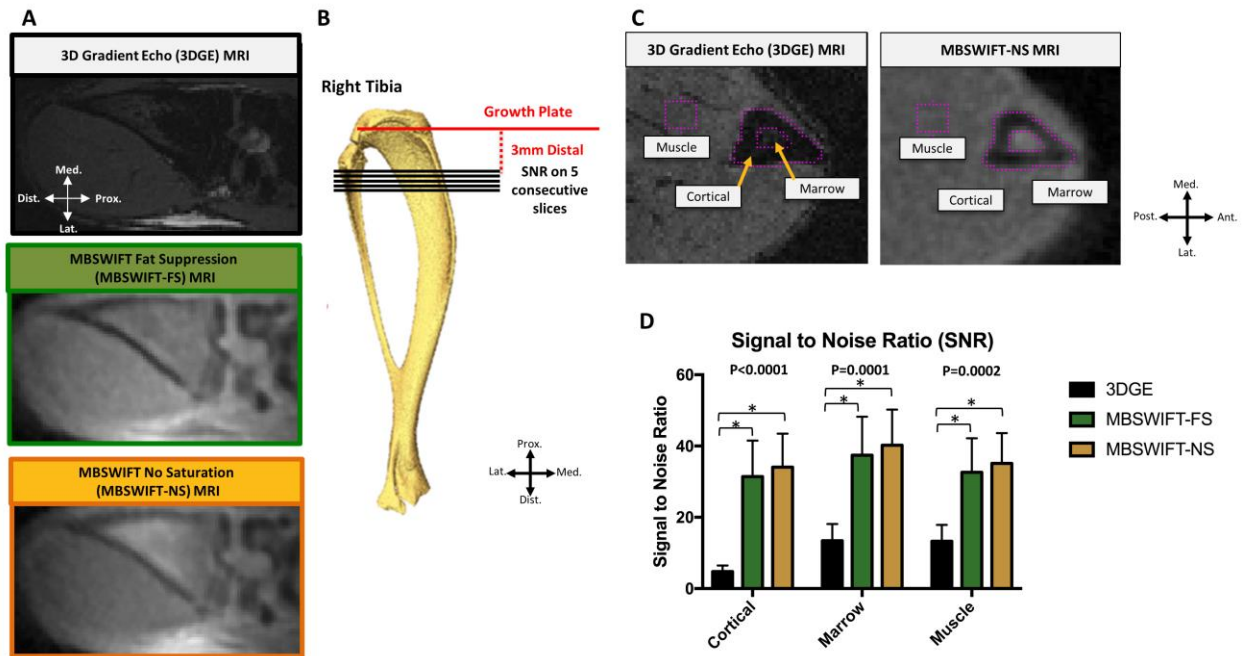 A
3D Gradient Echo (3DGE) MRI
Med.
Dist.
Prox.
Lat.
MBSWIFT Fat Suppression
(MBSWIFT-FS) MRI
MBSWIFT No Saturation
(MBSWIFT-NS) MRI
B
Right Tibia
Growth Plate
3mm Distal
SNR on 5
consecutive
slices
Prox.
Lat.
Med.
Dist.
C
3D Gradient Echo (3DGE) MRI
Muscle
Cortical
Marrow
MBSWIFT-NS MRI
Muscle
Cortical
Marrow
Med.
Post.
Ant.
Lat.
D
Signal to Noise Ratio (SNR)
P<0.0001
P=0.0001
P=0.0002
*
*
*
*
*
*
Signal to Noise Ratio
60
40
20
0
Cortical
Marrow
Muscle
3DGE
MBSWIFT-FS
MBSWIFT-NS